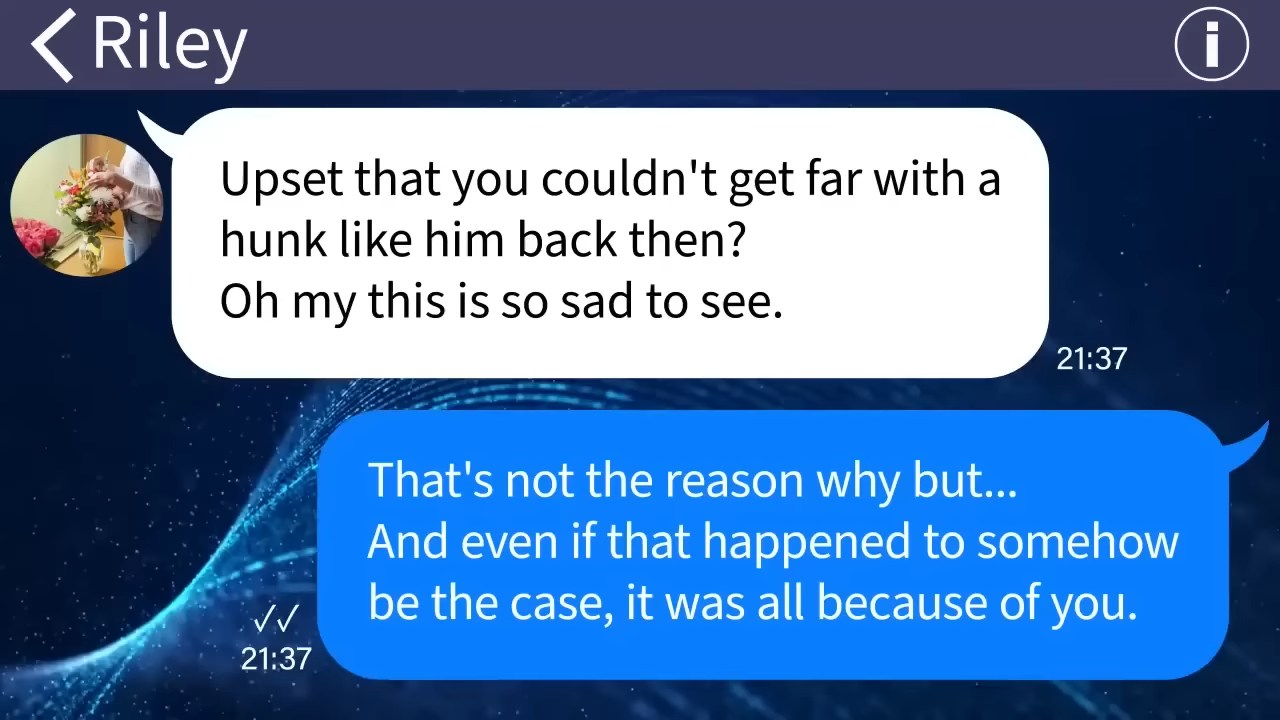 Riley
Upset that you couldn't get far with a
hunk like him back then?
Oh my this is so sad to see.
21:37
That's not the reason why but...
And even if that happened to somehow
be the case, it was all because of you.
21:37